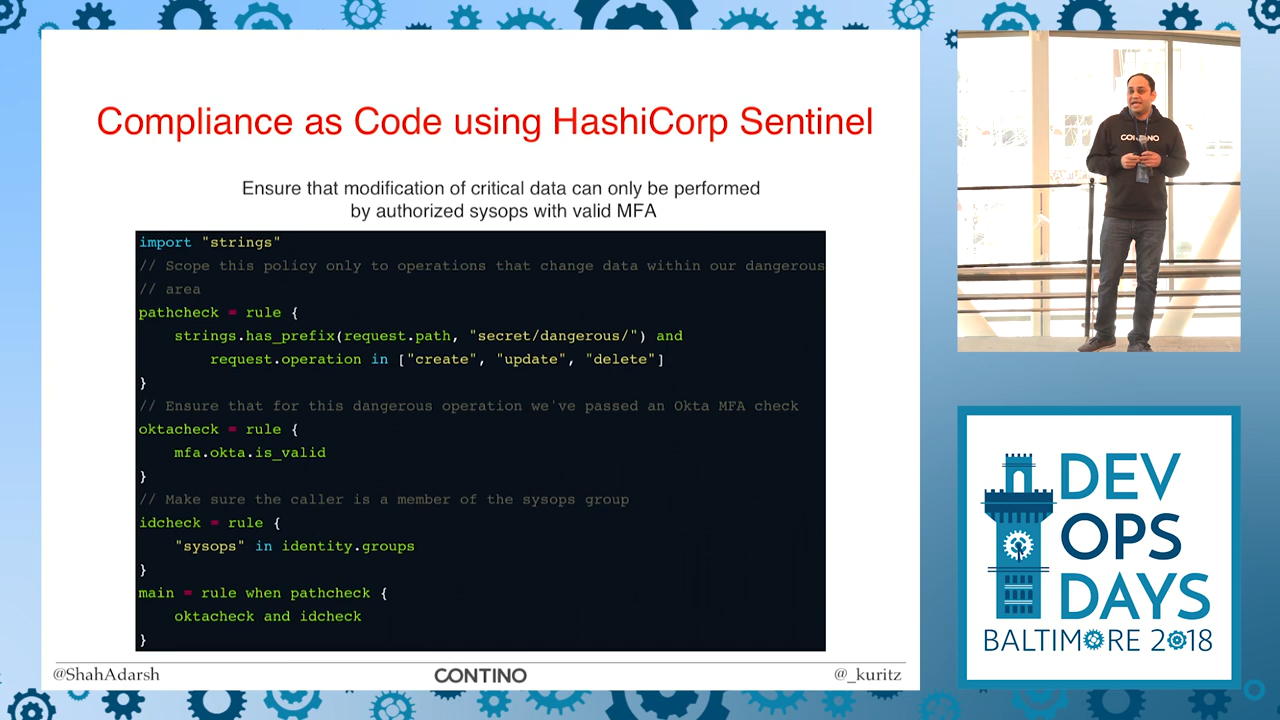 Compliance as Code using HashiCorp Sentinel
Ensure that modification of critical data can only be performed
by authorized sysops with valid MFA
import "strings"
// Scope this policy only to operations that change data within our dangerous
// area
pathcheck = rule {
    strings.has_prefix(request.path, "secret/dangerous/") and
        request.operation in ["create", "update", "delete"]
}
// Ensure that for this dangerous operation we've passed an Okta MFA check
oktacheck = rule {
    mfa.okta.is_valid
}
// Make sure the caller is a member of the sysops group
idcheck = rule {
    "sysops" in identity.groups
}
main = rule when pathcheck {
    oktacheck and idcheck
}
@ShahAdarsh
CONTINO
@_kuritz
CONTINO
DEV
OPS
DAYS
BALTIMORE 2018